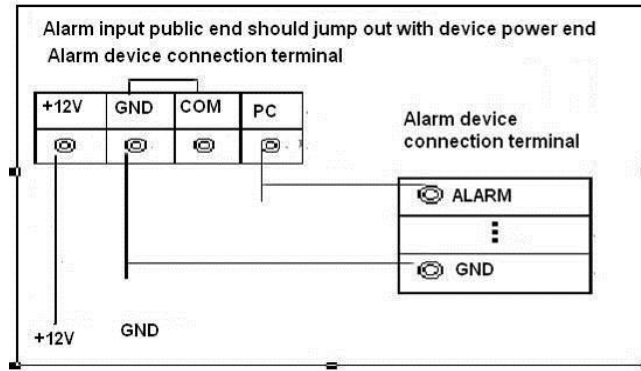 Alarm input public end should jump out with device power end
Alarm device connection terminal
+12V GND COM PC
Alarm device
connection terminal
ALARM
GND
+12V GND